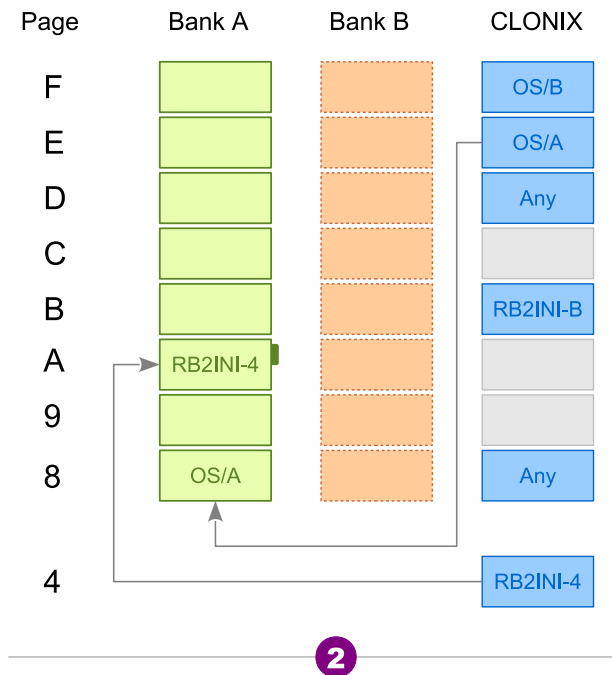 Page Bank A Bank B CLONIX
F OS/B
E OS/A
D Any
C
B RB2INI-B
A RB2INI-4
9
8 OS/A Any
4 RB2INI-4
2